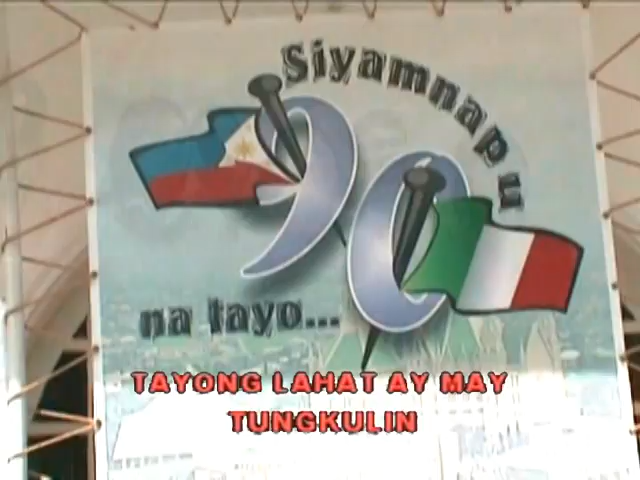 Siyamnapu
90
na tayo...
TAYONG LAHAT AY MAY
TUNGKULIN